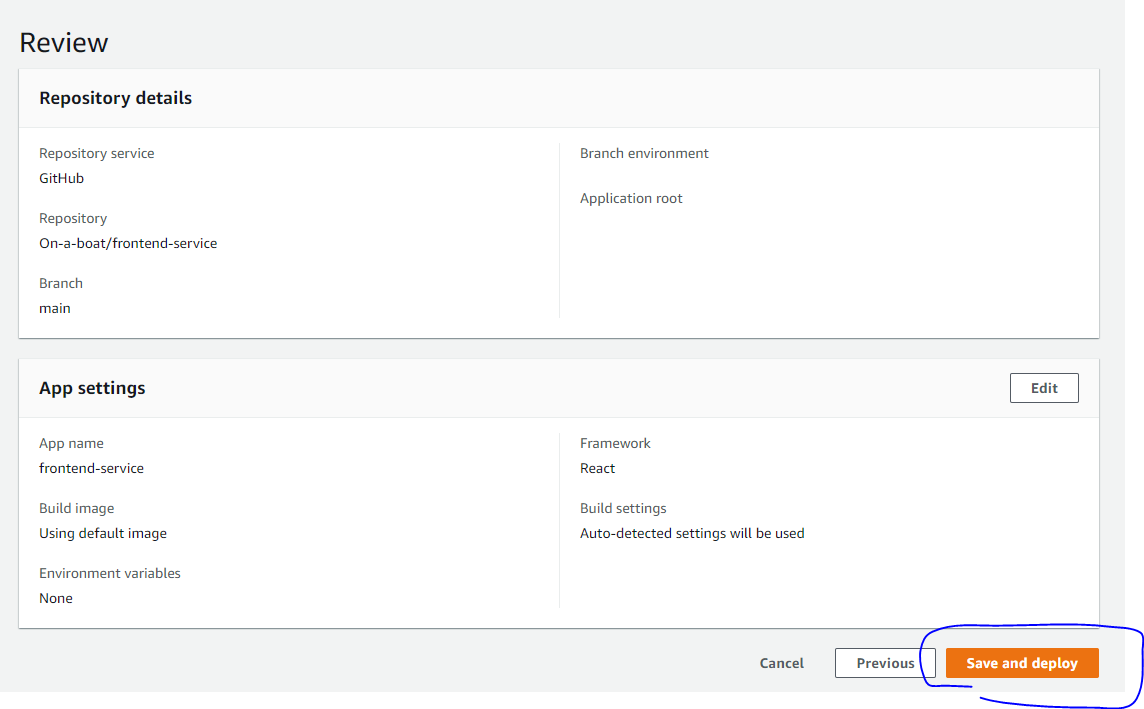 Review
Repository details
Repository service
GitHub
Repository
On-a-boat/frontend-service
Branch
main
Branch environment
Application root
App settings
Edit
App name
frontend-service
Build image
Using default image
Environment variables
None
Framework
React
Build settings
Auto-detected settings will be used
Cancel
Previous
Save and deploy